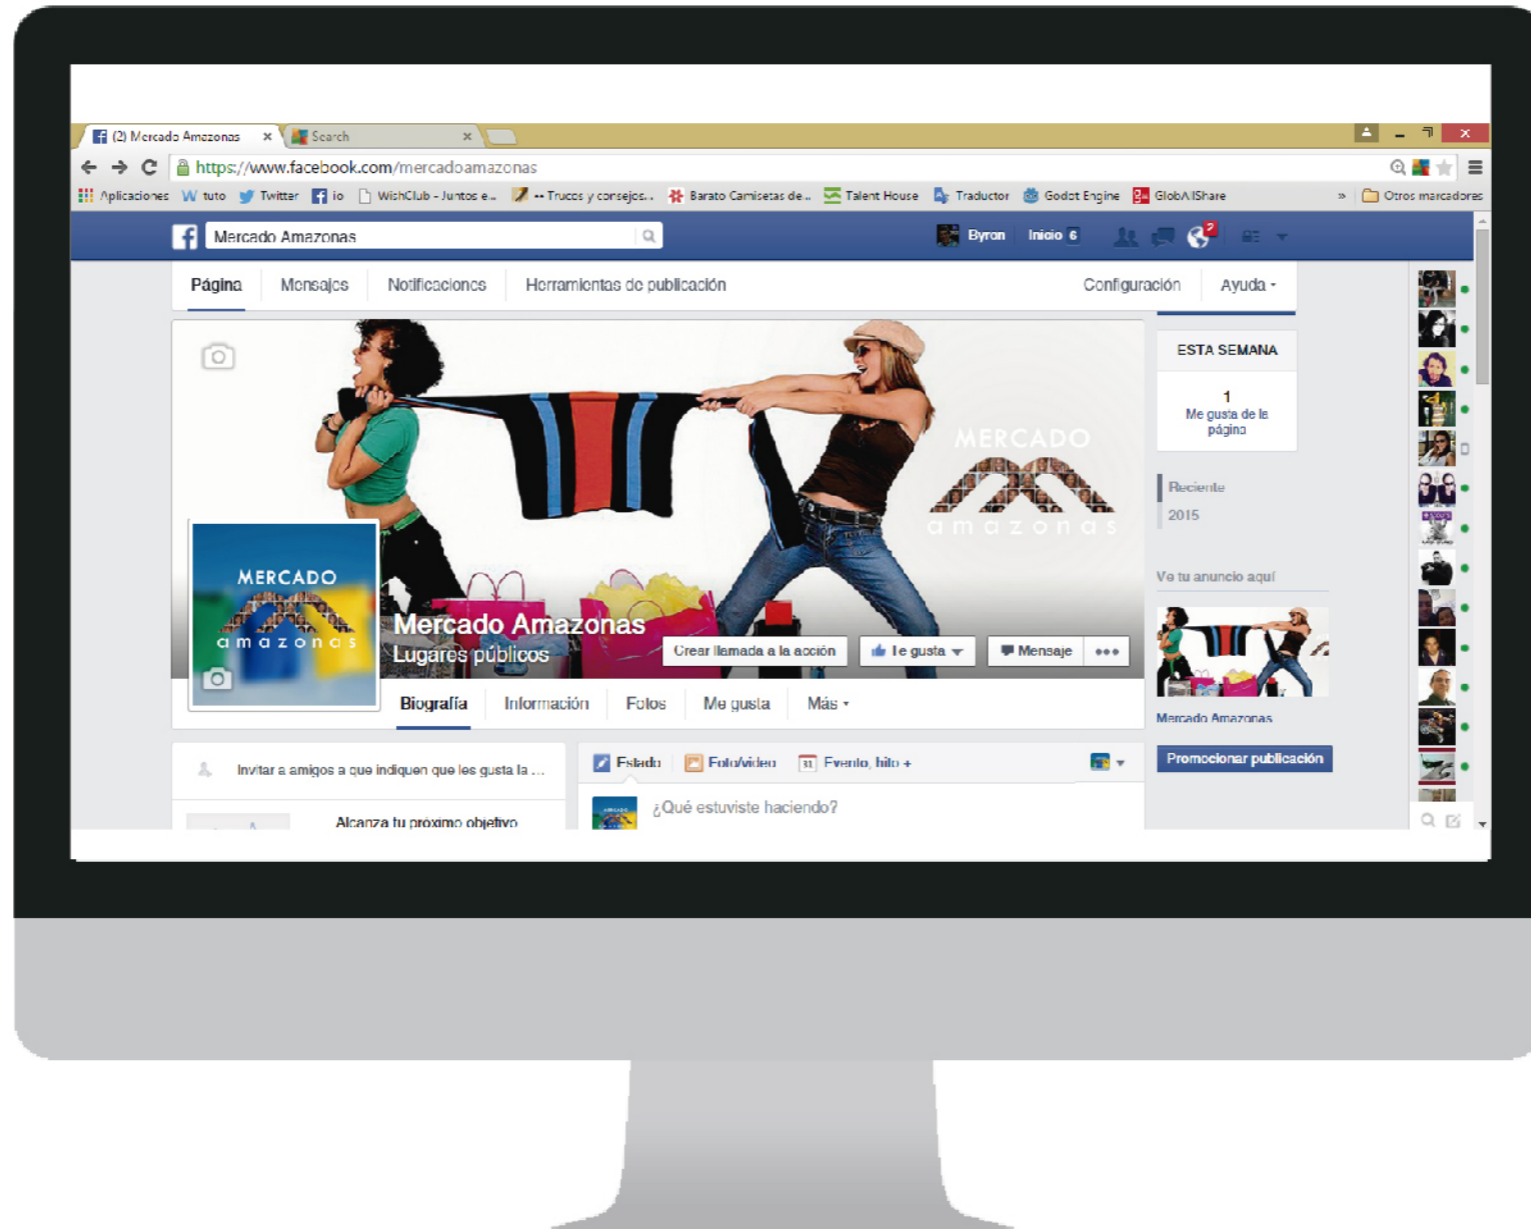 (2) Mercado Amazonas
Search
https://www.facebook.com/mercadoamazonas
Aplicaciones
tuto
Twitter
io
WishClub - Juntos e...
-- Trucos y consejos...
Barato Camisetas de...
Talent House
Traductor
Godot Engine
GlobAllShare
»
Otros marcadores
Mercado Amazonas
Byron
Inicio 6
2
Página
Mensajes
Notificaciones
Herramientas de publicación
Configuración
Ayuda
MERCADO
amazonas
MERCADO
amazonas
Mercado Amazonas
Lugares públicos
Crear llamada a la acción
Te gusta
Mensaje
Biografía
Información
Fotos
Me gusta
Más
ESTA SEMANA
1
Me gusta de la
página
Reciente
2015
Ve tu anuncio aquí
Mercado Amazonas
Promocionar publicación
Invitar a amigos a que indiquen que les gusta la ...
Alcanza tu próximo objetivo
Estado
Foto/video
31
Evento, hito +
¿Qué estuviste haciendo?